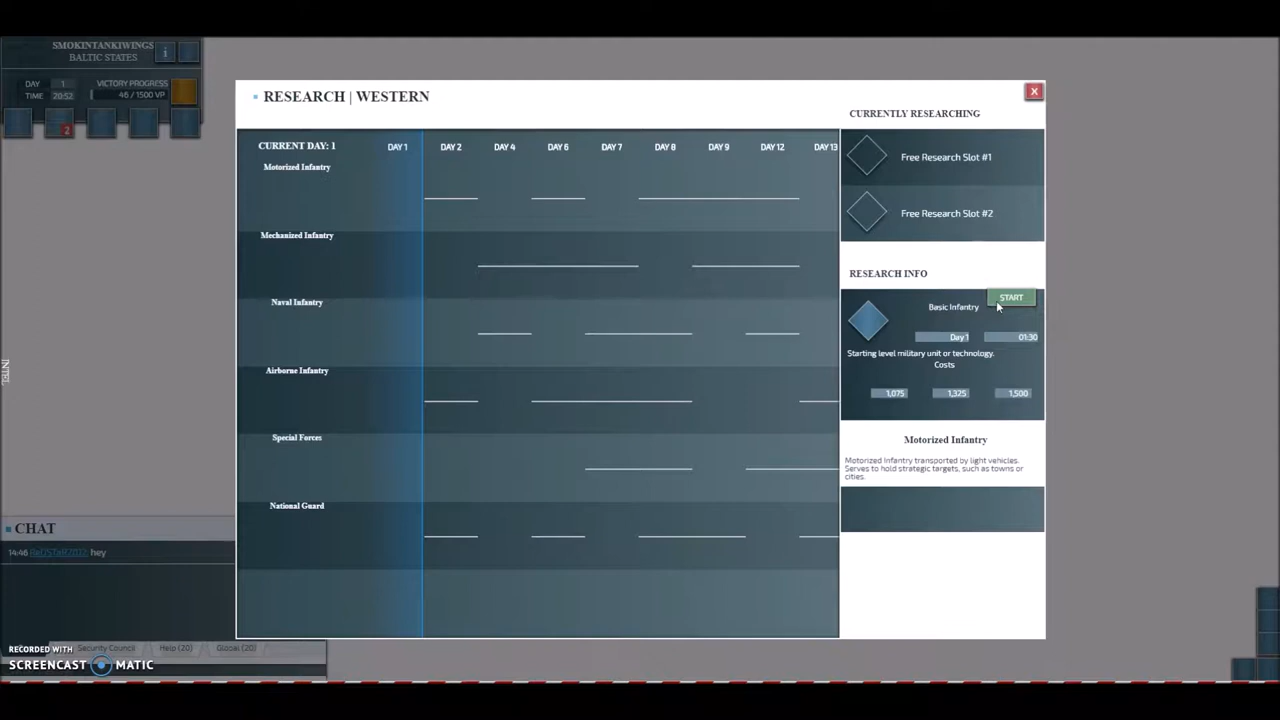 SMOKINTANKIWINGS
BALTIC STATES
i
DAY 1
VICTORY PROGRESS
TIME 20:52
46 / 1500 VP
2
RESEARCH | WESTERN
X
CURRENTLY RESEARCHING
CURRENT DAY: 1
DAY 1 DAY 2 DAY 4 DAY 6 DAY 7 DAY 8 DAY 9 DAY 12 DAY 13
Free Research Slot #1
Free Research Slot #2
Motorized Infantry
Mechanized Infantry
Naval Infantry
Airborne Infantry
Special Forces
National Guard
RESEARCH INFO
START
Basic Infantry
Day 1 01:30
Starting level military unit or technology.
Costs
1,075 1,325 1,500
Motorized Infantry
Motorized Infantry transported by light vehicles.
Serves to hold strategic targets, such as towns or
cities.
INTEL
CHAT
14:46 RedSTaR2022: hey
Security Council Help (20) Global (20)
RECORDED WITH
SCREENCAST MATIC